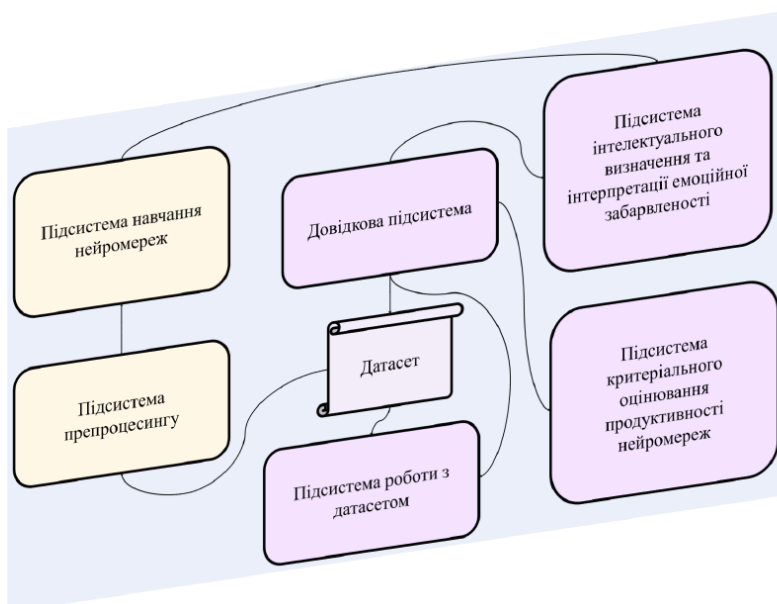 Підсистема навчання
нейромереж
Підсистема
препроцесингу
Довідкова підсистема
Датасет
Підсистема роботи з
датасетом
Підсистема
інтелектуального
визначення та
інтерпретації емоційної
забарвленості
Підсистема
критеріального
оцінювання
продуктивності
нейромереж